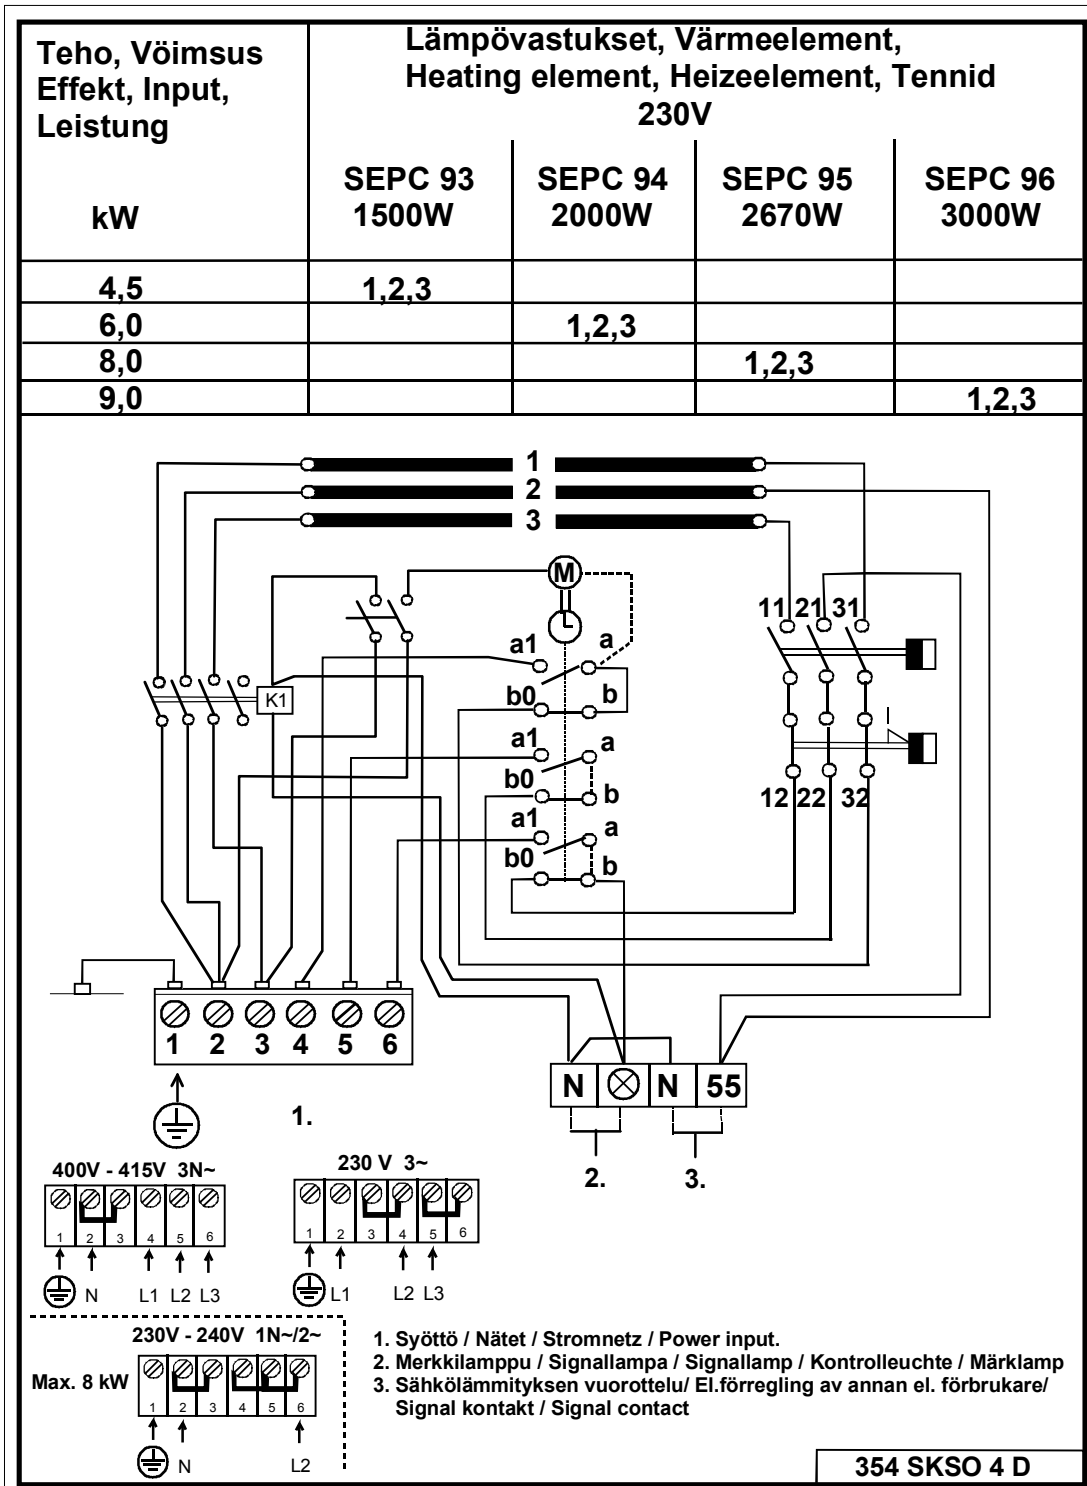 Teho, Vöimsus
Effekt, Input,
Leistung
kW
Lämpövastukset, Värmeelement,
Heating element, Heizeelement, Tennid
230V
SEPC 93 SEPC 94 SEPC 95 SEPC 96
1500W 2000W 2670W 3000W
4,5 1,2,3
6,0 1,2,3
8,0 1,2,3
9,0 1,2,3
1
2
3
M
11 21 31
a1 a
K1
b0 b
a1 a
b0 b
12 22 32
a1 a
b0 b
1 2 3 4 5 6
N N 55
1.
2. 3.
400V - 415V 3N~
1 2 3 4 5 6
N L1 L2 L3
230 V 3~
1 2 3 4 5 6
L1 L2 L3
230V - 240V 1N~/2~
Max. 8 kW
1 2 3 4 5 6
N L2
1. Syöttö / Nätet / Stromnetz / Power input.
2. Merkkilamppu / Signallampa / Signallamp / Kontrolleuchte / Märklamp
3. Sähkölämmityksen vuorottelu/ El.förregling av annan el. förbrukare/
Signal kontakt / Signal contact
354 SKSO 4 D